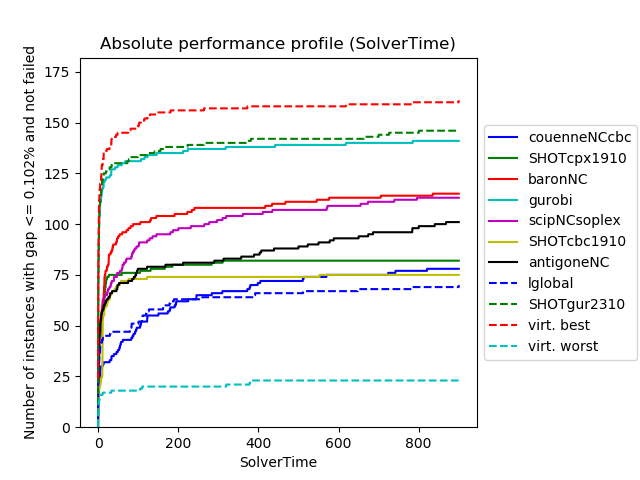 Absolute performance profile (SolverTime)
Number of instances with gap <= 0.102% and not failed
175
150
125
100
75
50
25
0
0 200 400 600 800
SolverTime
couenneNCcbc
SHOTcpx1910
baronNC
gurobi
scipNCsoplex
SHOTcbc1910
antigoneNC
lglobal
SHOTgur2310
virt. best
virt. worst